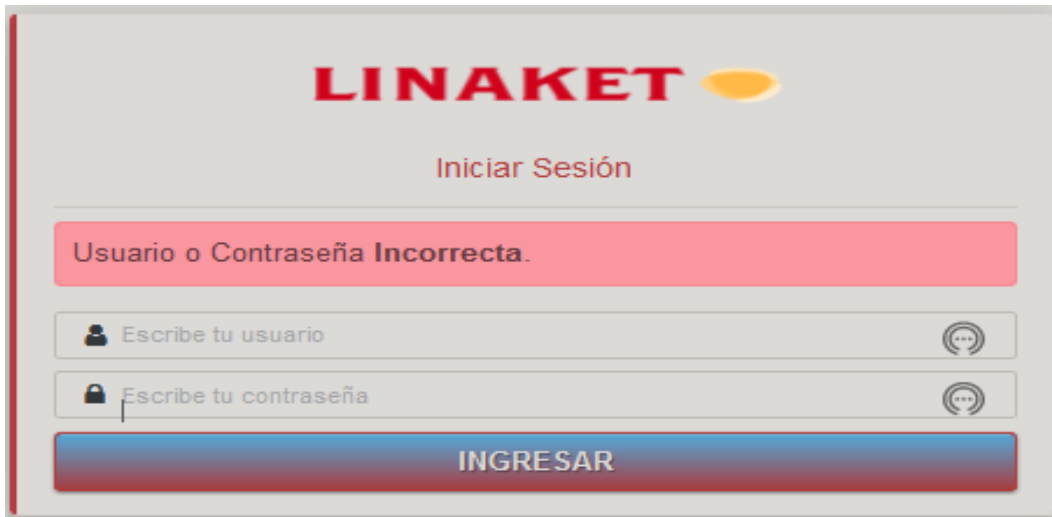 LINAKET
Iniciar Sesión
Usuario o Contraseña Incorrecta.
Escribe tu usuario
Escribe tu contraseña
INGRESAR